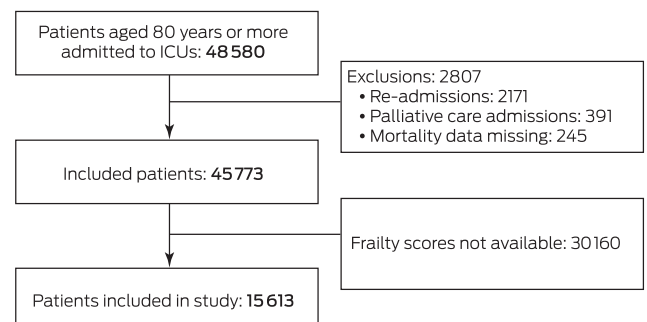 Patients aged 80 years or more
admitted to ICUs: 48 580
Exclusions: 2807
• Re-admissions: 2171
• Palliative care admissions: 391
• Mortality data missing: 245
Included patients: 45 773
Frailty scores not available: 30 160
Patients included in study: 15 613